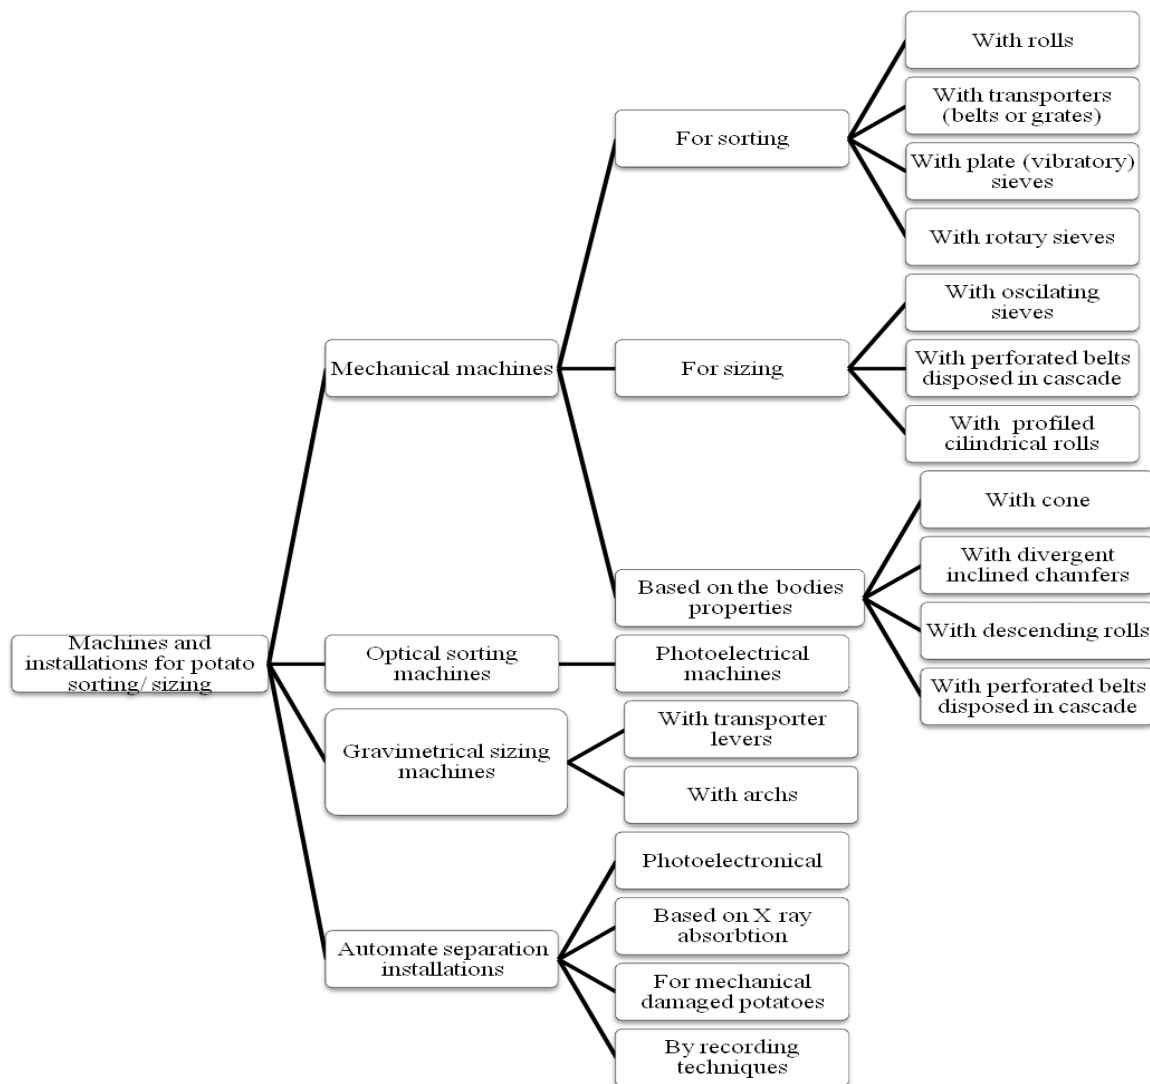 With rolls
With transporters
(belts or grates)
For sorting
With plate (vibratory)
sieves
With rotary sieves
With oscilating
sieves
Mechanical machines
For sizing
With perforated belts
disposed in cascade
With profiled
cilindrical rolls
With cone
With divergent
inclined chamfers
Based on the bodies
properties
With descending rolls
With perforated belts
disposed in cascade
Machines and
installations for potato
sorting/ sizing
Optical sorting
machines
Photoelectrical
machines
Gravimetrical sizing
machines
With transporter
levers
With archs
Photoelectronical
Based on X ray
absorbtion
Automate separation
installations
For mechanical
damaged potatoes
By recording
techniques